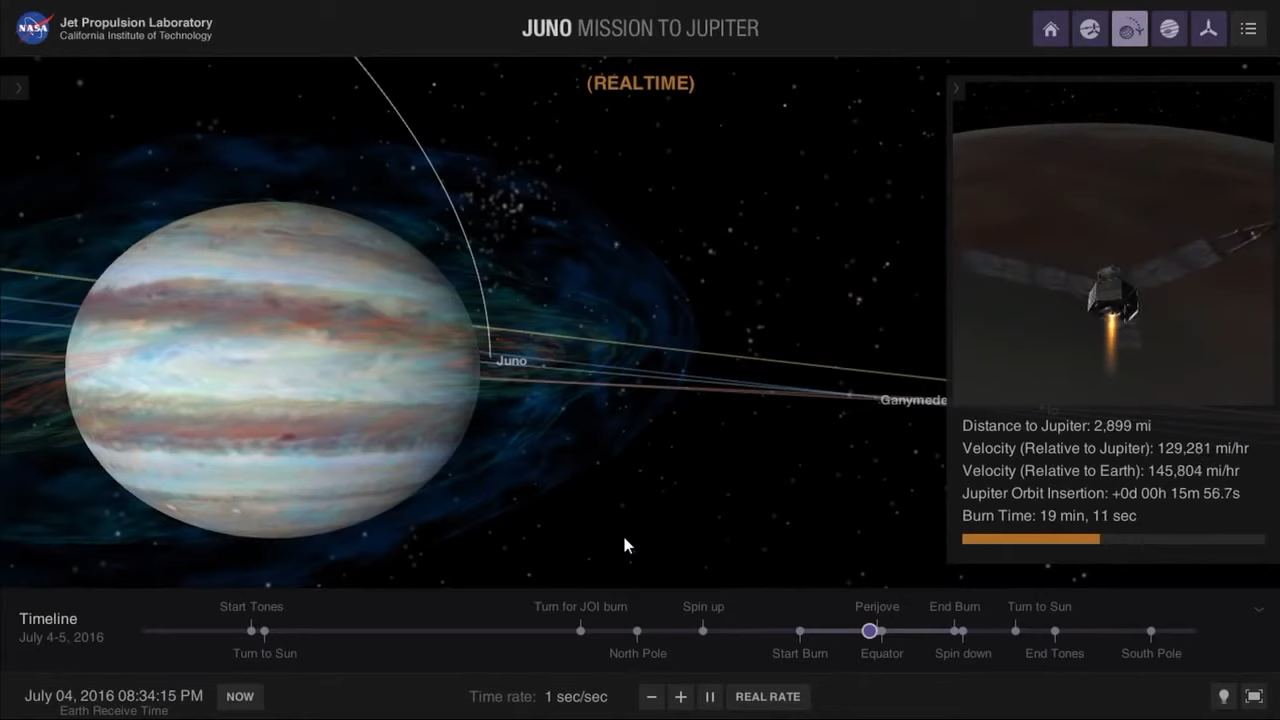 NASA
Jet Propulsion Laboratory
California Institute of Technology
JUNO MISSION TO JUPITER
(REALTIME)
Juno
Ganymede
Distance to Jupiter: 2,899 mi
Velocity (Relative to Jupiter): 129,281 mi/hr
Velocity (Relative to Earth): 145,804 mi/hr
Jupiter Orbit Insertion: +0d 00h 15m 56.7s
Burn Time: 19 min, 11 sec
Timeline
July 4-5, 2016
Start Tones
Turn for JOI burn
Spin up
Perijove
End Burn
Turn to Sun
Turn to Sun
North Pole
Start Burn
Equator
Spin down
End Tones
South Pole
July 04, 2016 08:34:15 PM
Earth Receive Time
NOW
Time rate: 1 sec/sec
REAL RATE